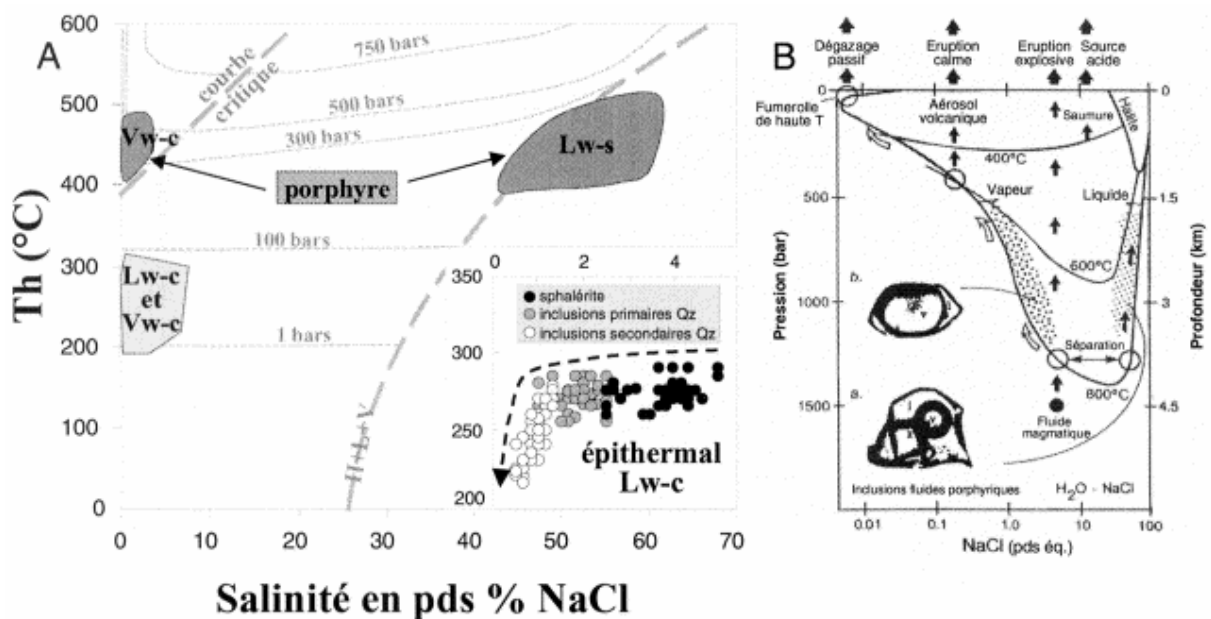 A
Th (°C)
600
500
400
300
200
100
0
0
10
20
30
40
50
60
70
Salinité en pds % NaCl
courbe
critique
750 bars
500 bars
300 bars
100 bars
1 bars
Vw-c
porphyre
Lw-s
Lw-c
et
Vw-c
H+L+V
0
2
4
350
300
250
200
sphalérite
inclusions primaires Qz
inclusions secondaires Qz
épithermal
Lw-c
B
Dégazage
passif
Eruption
calme
Eruption
explosive
Source
acide
Fumerolle
de haute T
Aérosol
volcanique
Saumure
Halite
400°C
Vapeur
Liquide
600°C
Séparation
800°C
Fluide
magmatique
b.
a.
Inclusions fluides porphyriques
H2O - NaCl
Pression (bar)
0
500
1000
1500
Profondeur (km)
0
1.5
3
4.5
0.01
0.1
1.0
10
100
NaCl (pds éq.)